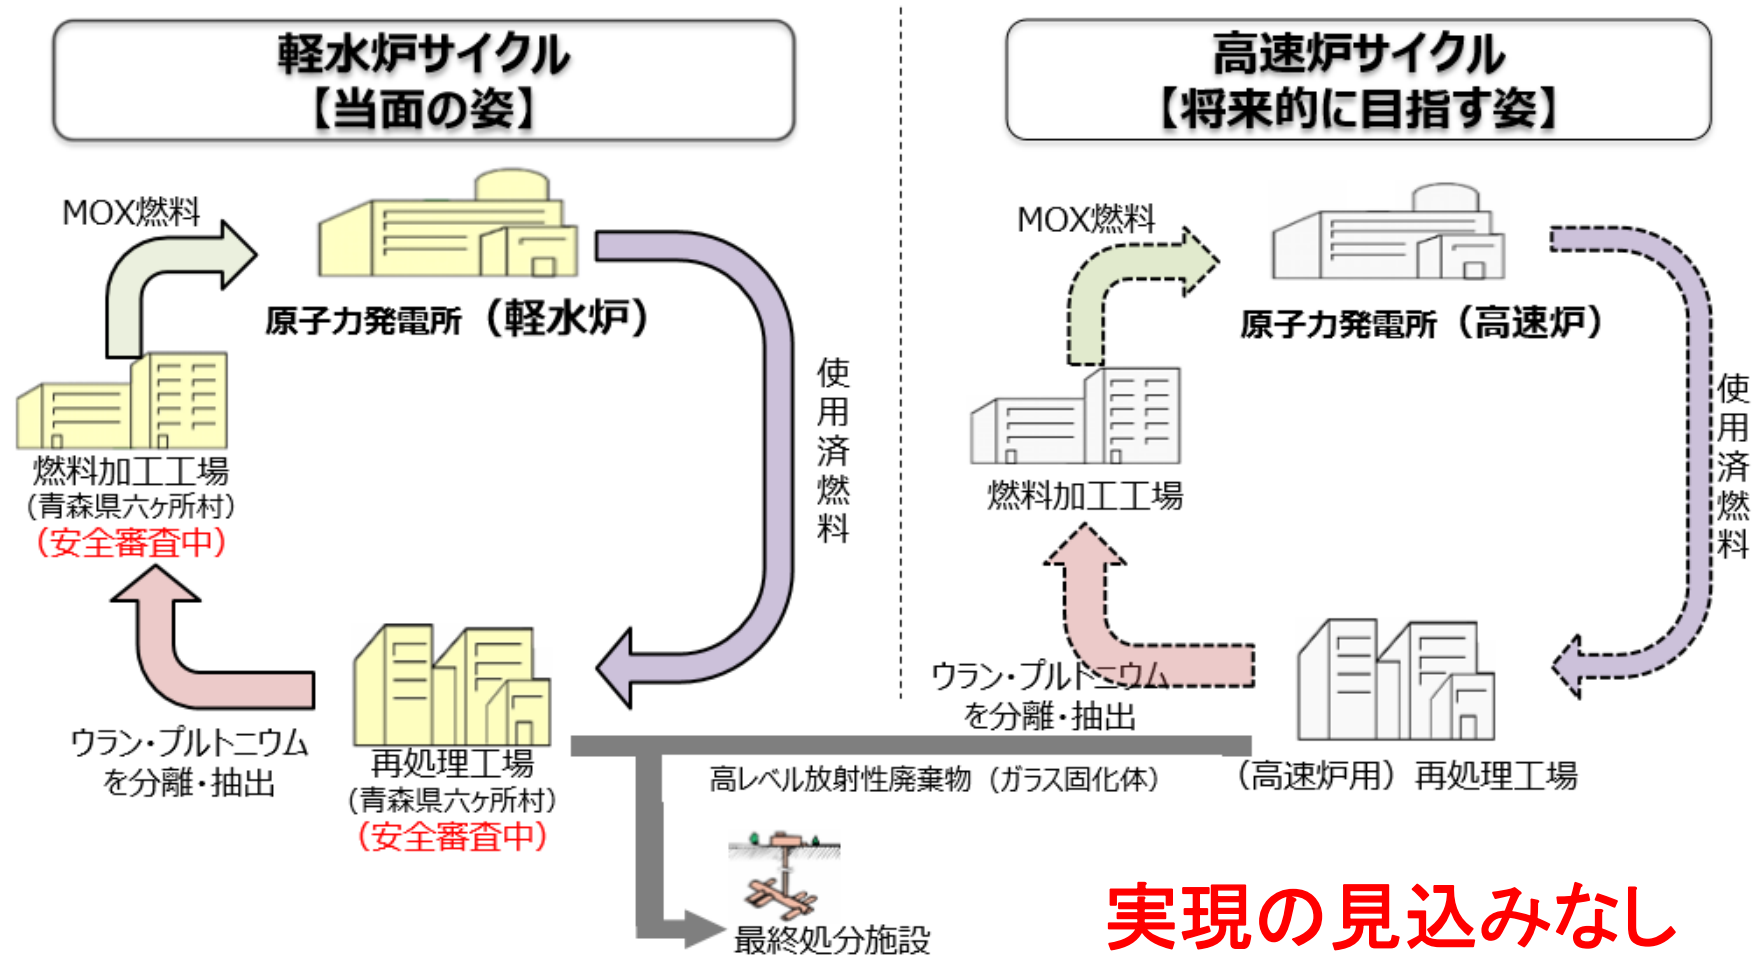 軽水炉サイクル
【当面の姿】
MOX燃料
原子力発電所（軽水炉）
使用済燃料
燃料加工工場
（青森県六ヶ所村）
（安全審査中）
ウラン・プルトニウム
を分離・抽出
再処理工場
（青森県六ヶ所村）
（安全審査中）
高速炉サイクル
【将来的に目指す姿】
MOX燃料
原子力発電所（高速炉）
使用済燃料
燃料加工工場
ウラン・プルトニウム
を分離・抽出
（高速炉用）再処理工場
高レベル放射性廃棄物（ガラス固化体）
最終処分施設
実現の見込みなし